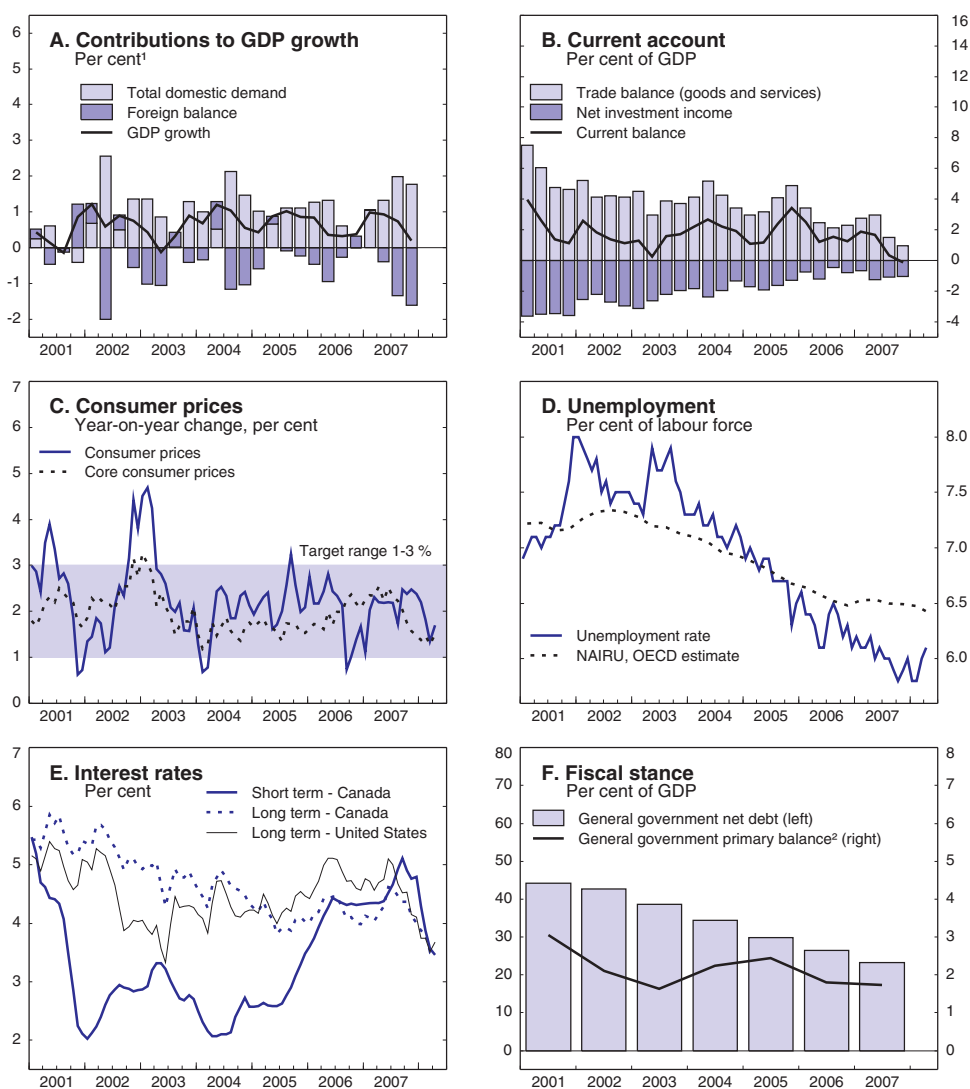 A. Contributions to GDP growth
Per cent¹
Total domestic demand
Foreign balance
GDP growth
6
5
4
3
2
1
0
-1
-2
2001 2002 2003 2004 2005 2006 2007
B. Current account
Per cent of GDP
Trade balance (goods and services)
Net investment income
Current balance
16
14
12
10
8
6
4
2
0
-2
-4
2001 2002 2003 2004 2005 2006 2007
C. Consumer prices
Year-on-year change, per cent
Consumer prices
Core consumer prices
Target range 1-3 %
7
6
5
4
3
2
1
0
2001 2002 2003 2004 2005 2006 2007
D. Unemployment
Per cent of labour force
8.0
7.5
7.0
6.5
6.0
Unemployment rate
NAIRU, OECD estimate
2001 2002 2003 2004 2005 2006 2007
E. Interest rates
Per cent
Short term - Canada
Long term - Canada
Long term - United States
7
6
5
4
3
2
2001 2002 2003 2004 2005 2006 2007
F. Fiscal stance
Per cent of GDP
General government net debt (left)
General government primary balance² (right)
80
70
60
50
40
30
20
10
0
8
7
6
5
4
3
2
1
0
2001 2002 2003 2004 2005 2006 2007